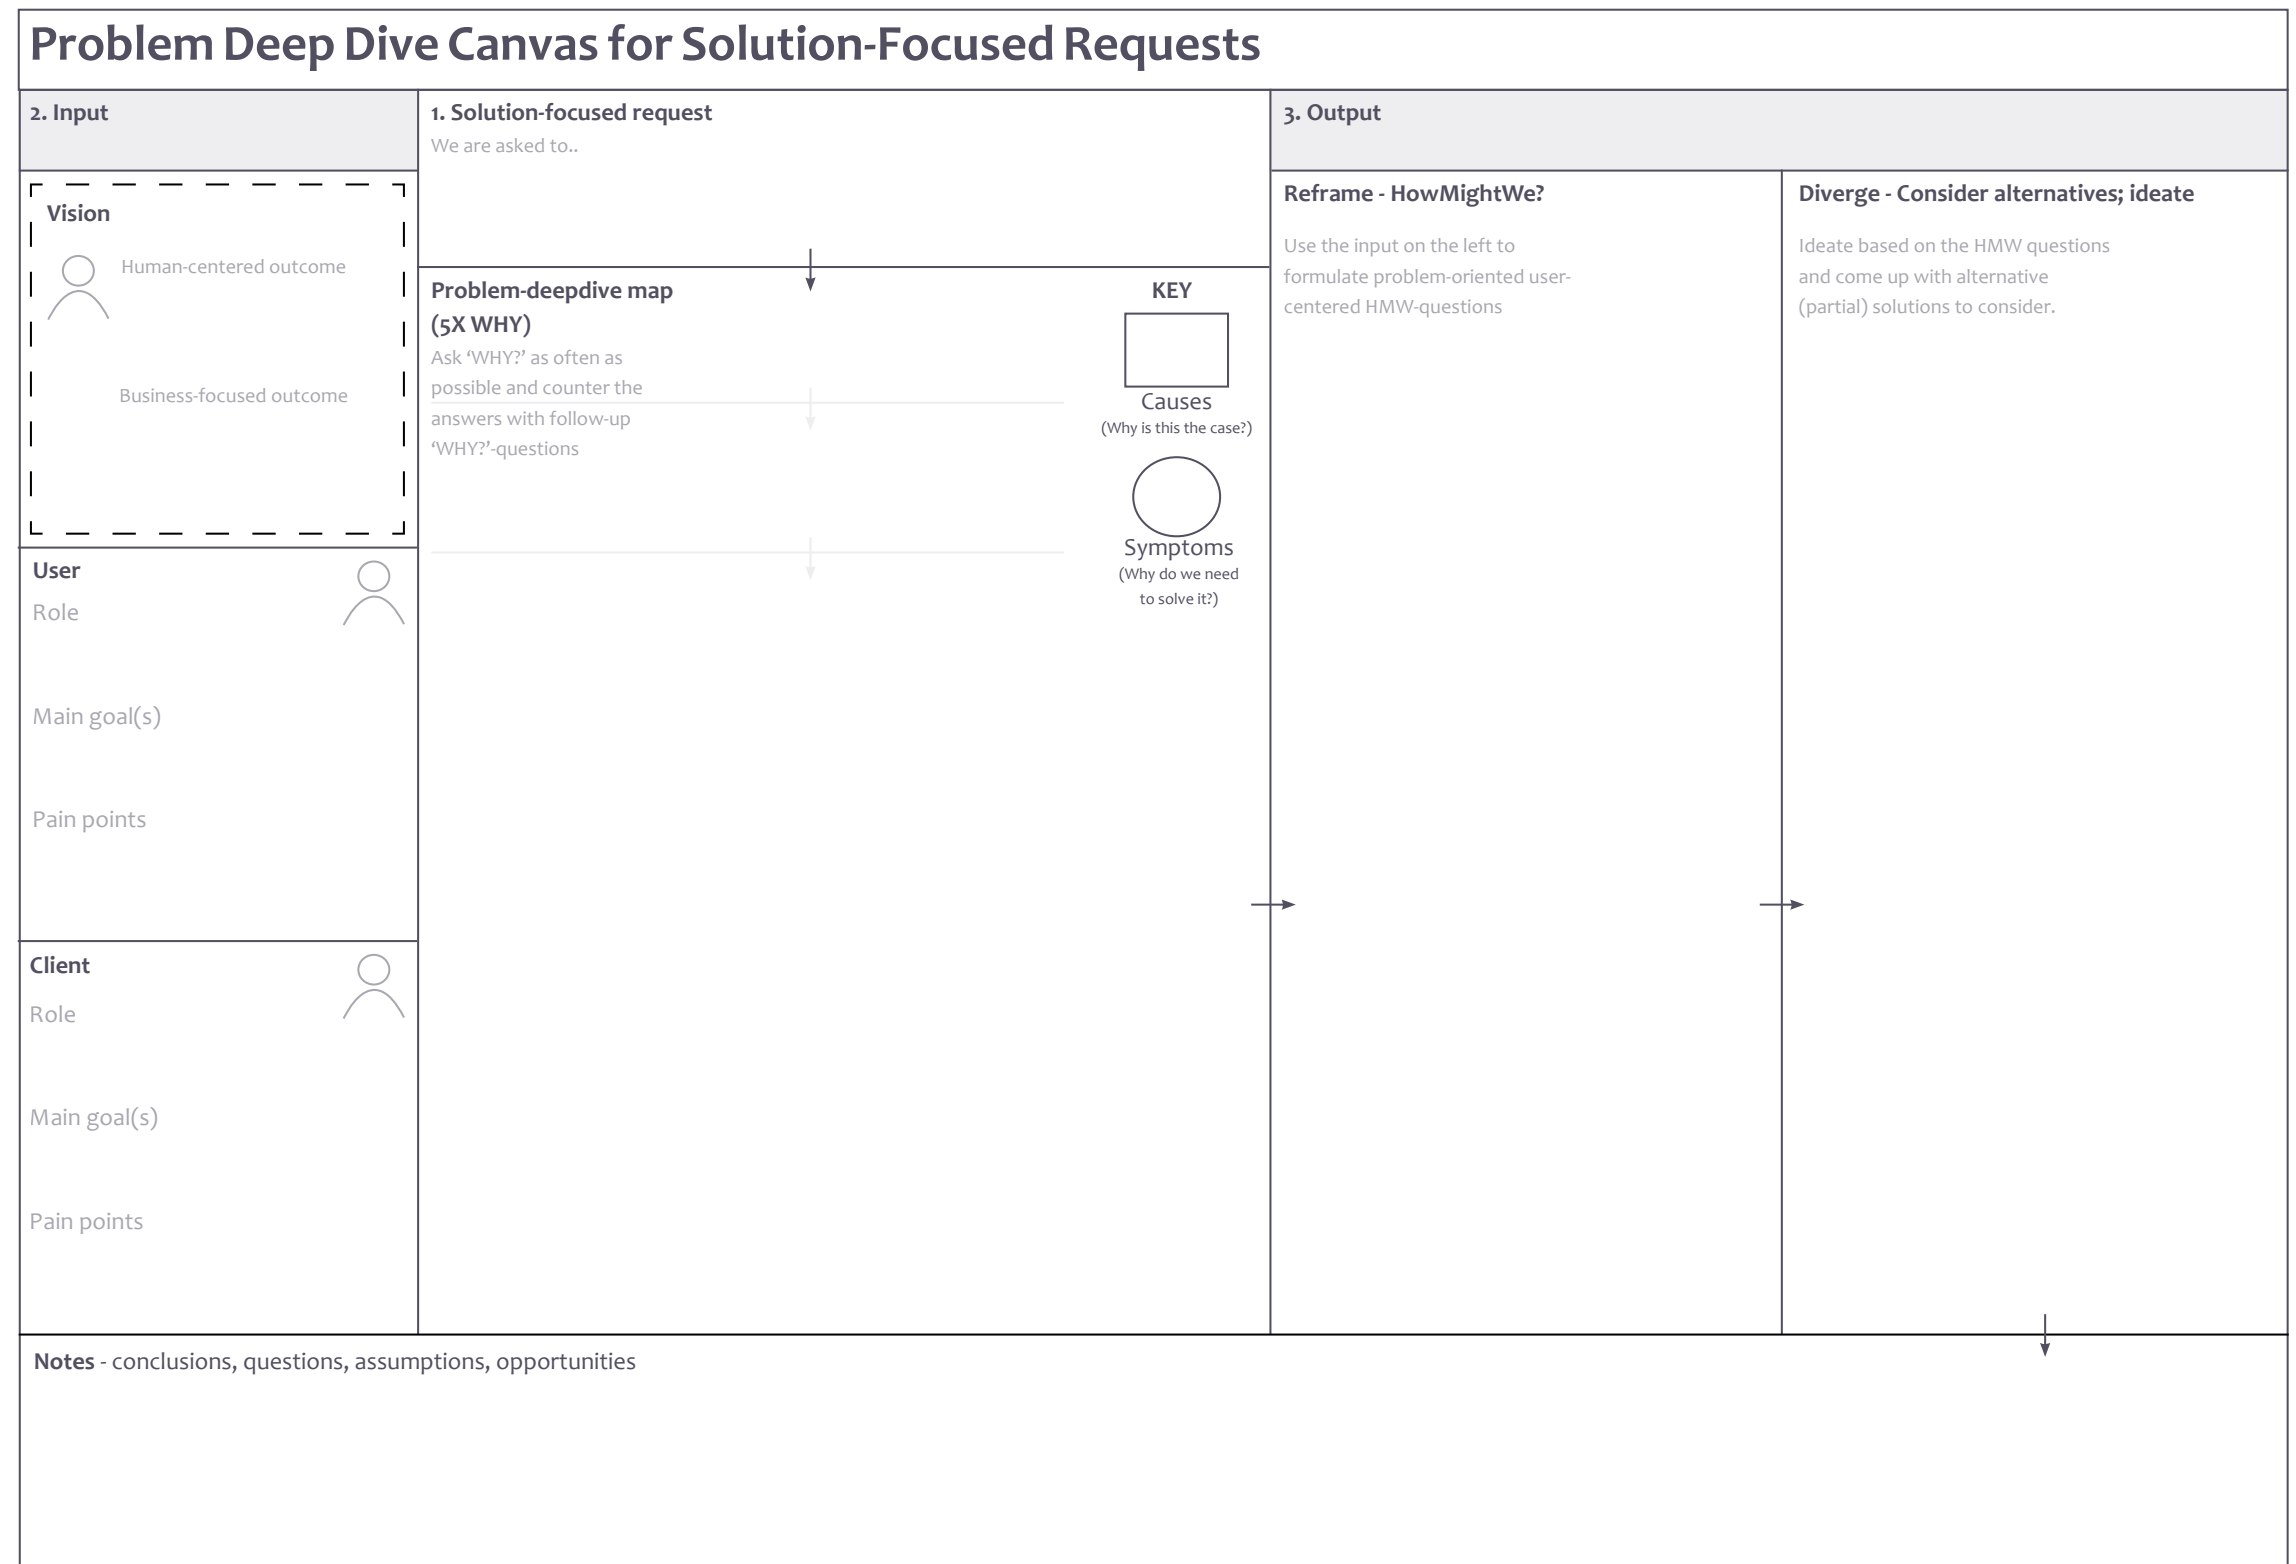 Problem Deep Dive Canvas for Solution-Focused Requests
2. Input
Vision
Human-centered outcome
Business-focused outcome
User
Role
Main goal(s)
Pain points
Client
Role
Main goal(s)
Pain points
1. Solution-focused request
We are asked to..
Problem-deepdive map
(5X WHY)
Ask ‘WHY?’ as often as
possible and counter the
answers with follow-up
‘WHY?’-questions
KEY
Causes
(Why is this the case?)
Symptoms
(Why do we need
to solve it?)
3. Output
Reframe - HowMightWe?
Use the input on the left to
formulate problem-oriented user-
centered HMW-questions
Diverge - Consider alternatives; ideate
Ideate based on the HMW questions
and come up with alternative
(partial) solutions to consider.
Notes - conclusions, questions, assumptions, opportunities